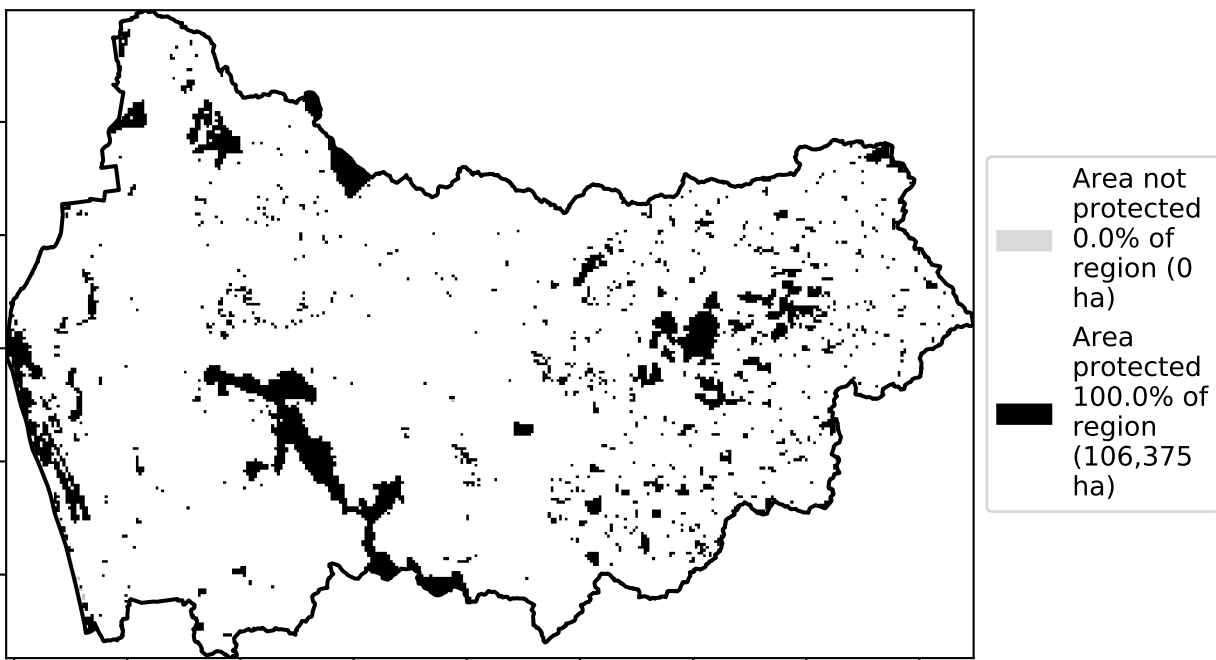 Area not
protected
0.0% of
region (0
ha)
Area
protected
100.0% of
region
(106,375
ha)